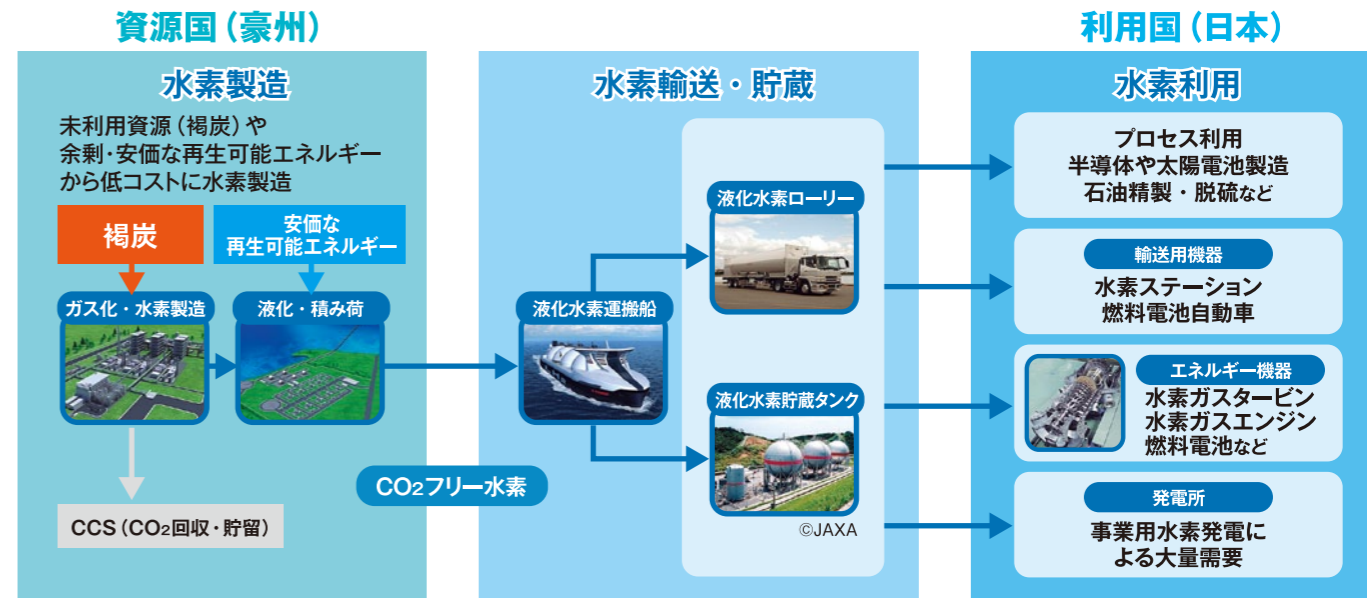 資源国(豪州)
水素製造
未利用資源(褐炭)や
余剰・安価な再生可能エネルギー
から低コストに水素製造
褐炭
安価な
再生可能エネルギー
ガス化・水素製造
液化・積み荷
CCS(CO2回収・貯留)
CO2フリー水素
水素輸送・貯蔵
液化水素運搬船
液化水素ローリー
液化水素貯蔵タンク
©JAXA
利用国(日本)
水素利用
プロセス利用
半導体や太陽電池製造
石油精製・脱硫など
輸送用機器
水素ステーション
燃料電池自動車
エネルギー機器
水素ガスタービン
水素ガスエンジン
燃料電池など
発電所
事業用水素発電に
よる大量需要